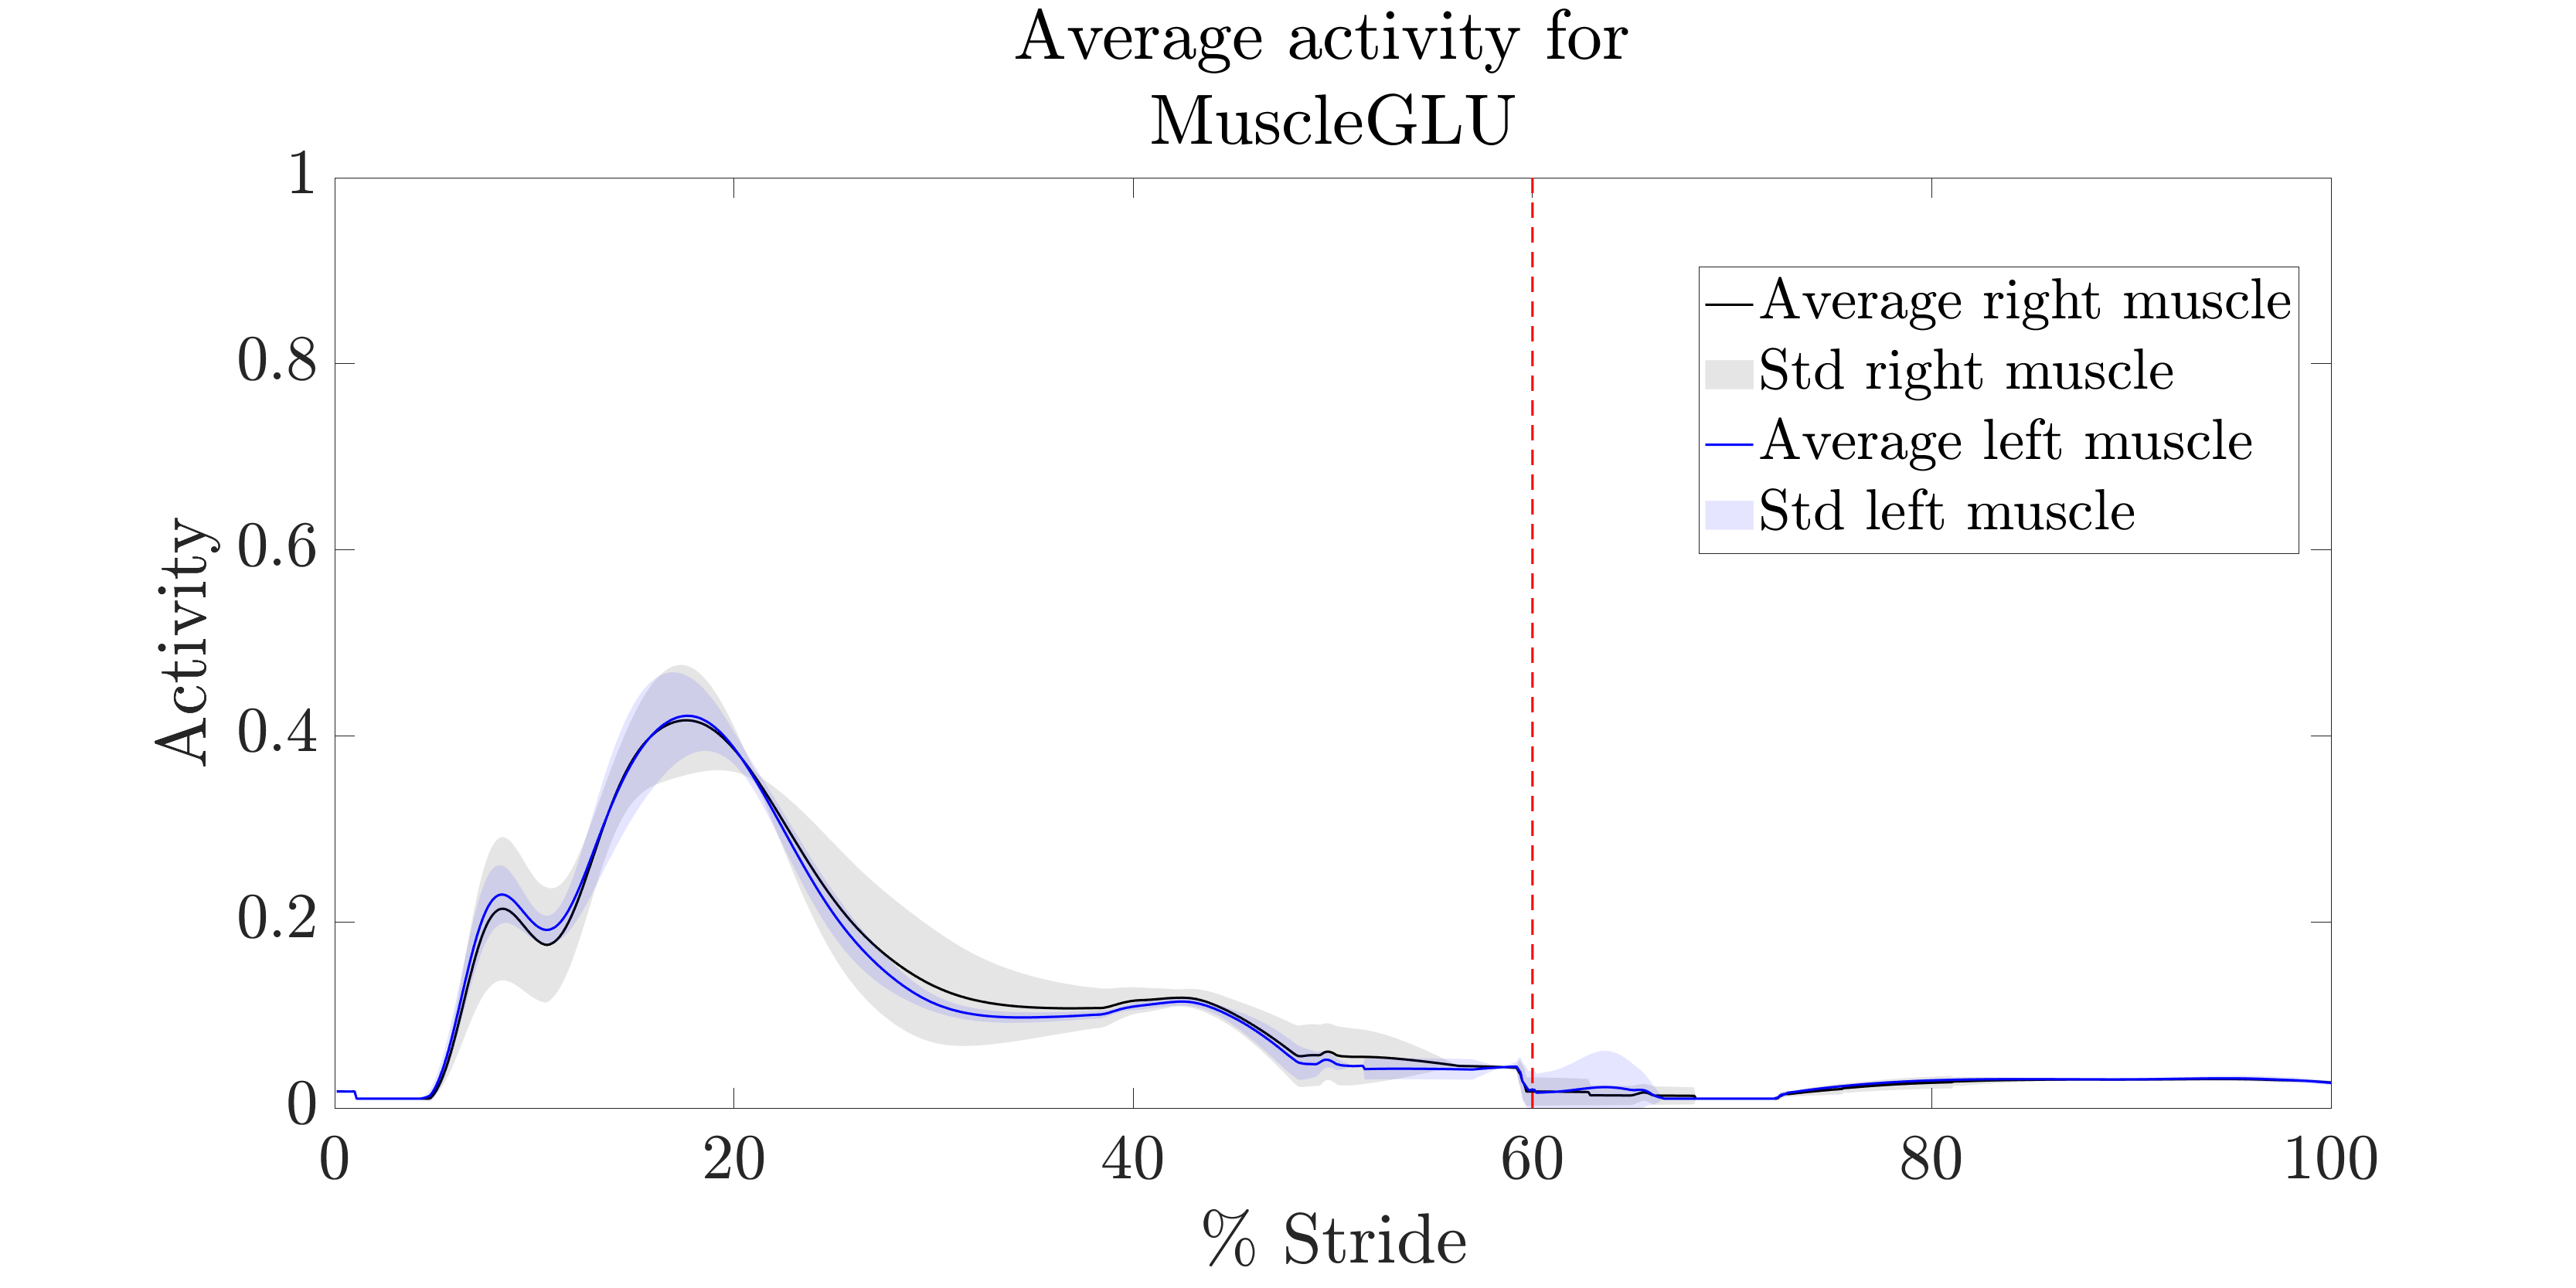 Average activity for
MuscleGLU
1
0.8
0.6
0.4
0.2
0
Activity
Average right muscle
Std right muscle
Average left muscle
Std left muscle
0 20 40 60 80 100
% Stride